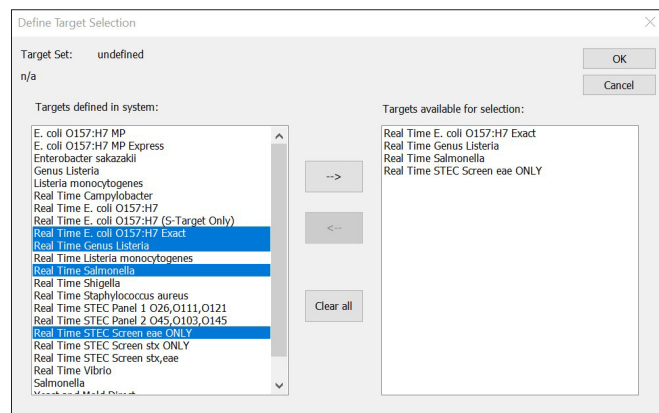 Define Target Selection
Target Set: undefined
n/a
OK
Cancel
Targets defined in system:
E. coli O157:H7 MP
E. coli O157:H7 MP Express
Enterobacter sakazakii
Genus Listeria
Listeria monocytogenes
Real Time Campylobacter
Real Time E. coli O157:H7
Real Time E. coli O157:H7 (S-Target Only)
Real Time E. coli O157:H7 Exact
Real Time Genus Listeria
Real Time Listeria monocytogenes
Real Time Salmonella
Real Time Shigella
Real Time Staphylococcus aureus
Real Time STEC Panel 1 O26,O111,O121
Real Time STEC Panel 2 O45,O103,O145
Real Time STEC Screen eae ONLY
Real Time STEC Screen stx ONLY
Real Time STEC Screen stx,eae
Real Time Vibrio
Salmonella
Yeast and Mold Direct
-->
<--
Clear all
Targets available for selection:
Real Time E. coli O157:H7 Exact
Real Time Genus Listeria
Real Time Salmonella
Real Time STEC Screen eae ONLY